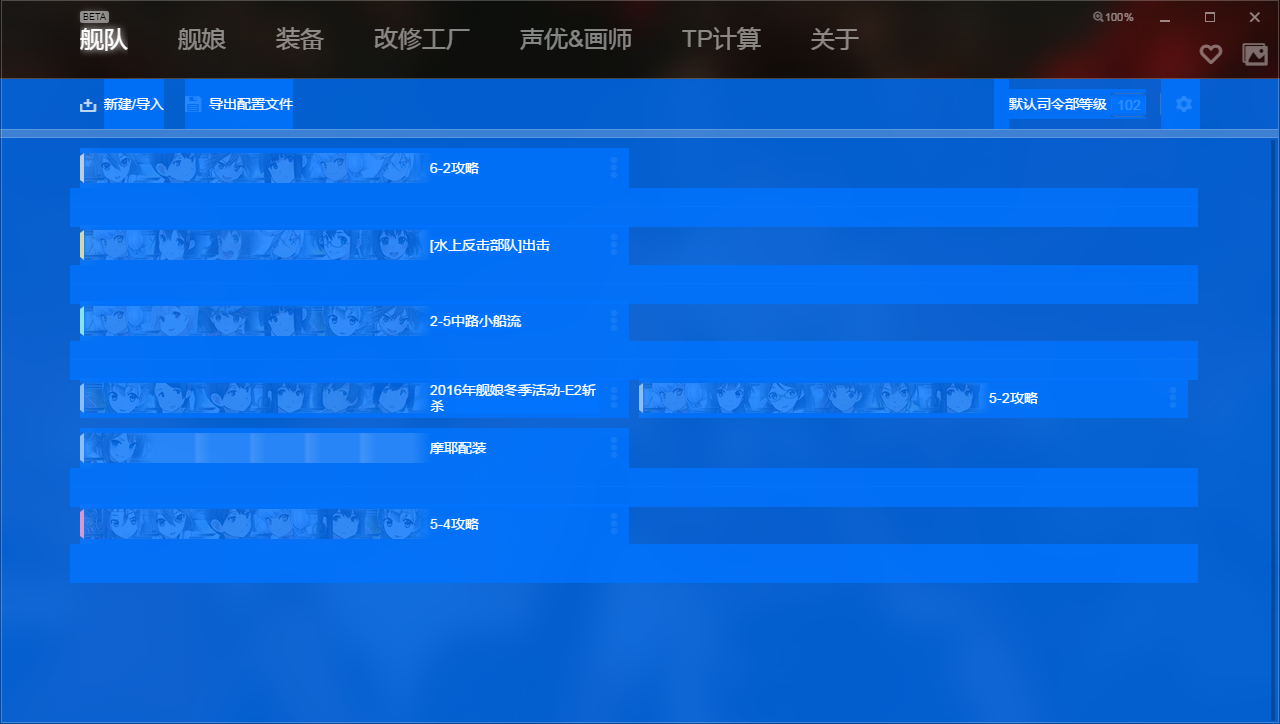 BETA
100%
舰队 舰娘 装备 改修工厂 声优&画师 TP计算 关于
新建/导入 导出配置文件 默认司令部等级 102
6-2攻略
[水上反击部队]出击
2-5中路小船流
2016年舰娘冬季活动-E2斩
杀
5-2攻略
摩耶配装
5-4攻略